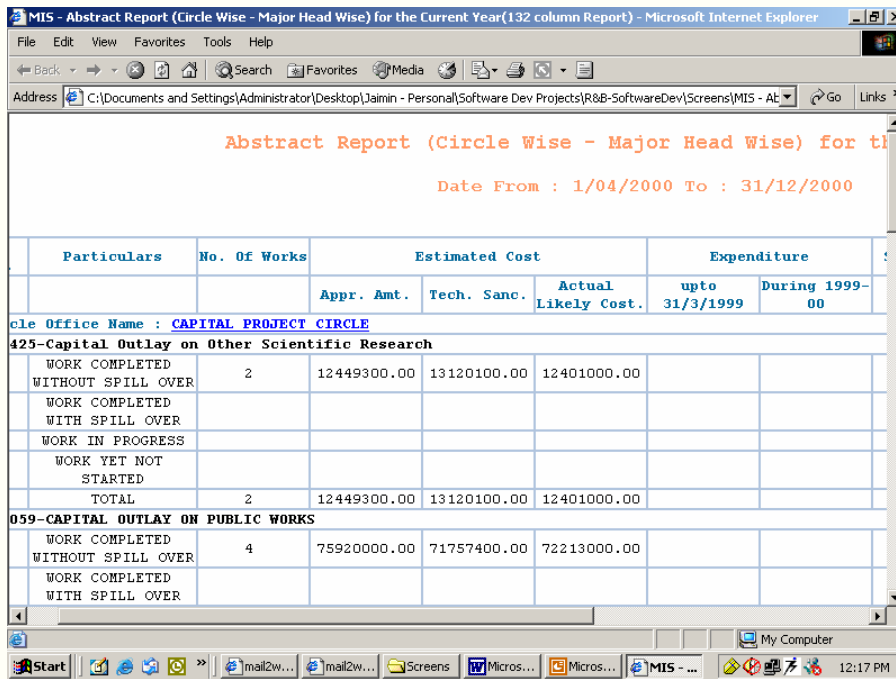 MIS - Abstract Report (Circle Wise - Major Head Wise) for the Current Year(132 column Report) - Microsoft Internet Explorer
File Edit View Favorites Tools Help
Back Search Favorites Media
Address C:\Documents and Settings\Administrator\Desktop\Jaimin - Personal\Software Dev Projects\R&B-SoftwareDev\Screens\MIS - Ab Go Links
Abstract Report (Circle Wise - Major Head Wise) for th
Date From : 1/04/2000 To : 31/12/2000
Particulars No. Of Works Estimated Cost Expenditure
Appr. Amt. Tech. Sanc. Actual Likely Cost. upto 31/3/1999 During 1999-00
cle Office Name : CAPITAL PROJECT CIRCLE
425-Capital Outlay on Other Scientific Research
WORK COMPLETED WITHOUT SPILL OVER 2 12449300.00 13120100.00 12401000.00
WORK COMPLETED WITH SPILL OVER
WORK IN PROGRESS
WORK YET NOT STARTED
TOTAL 2 12449300.00 13120100.00 12401000.00
059-CAPITAL OUTLAY ON PUBLIC WORKS
WORK COMPLETED WITHOUT SPILL OVER 4 75920000.00 71757400.00 72213000.00
WORK COMPLETED WITH SPILL OVER
My Computer
Start » mail2w... mail2w... Screens Micros... Micros... MIS - ... 12:17 PM